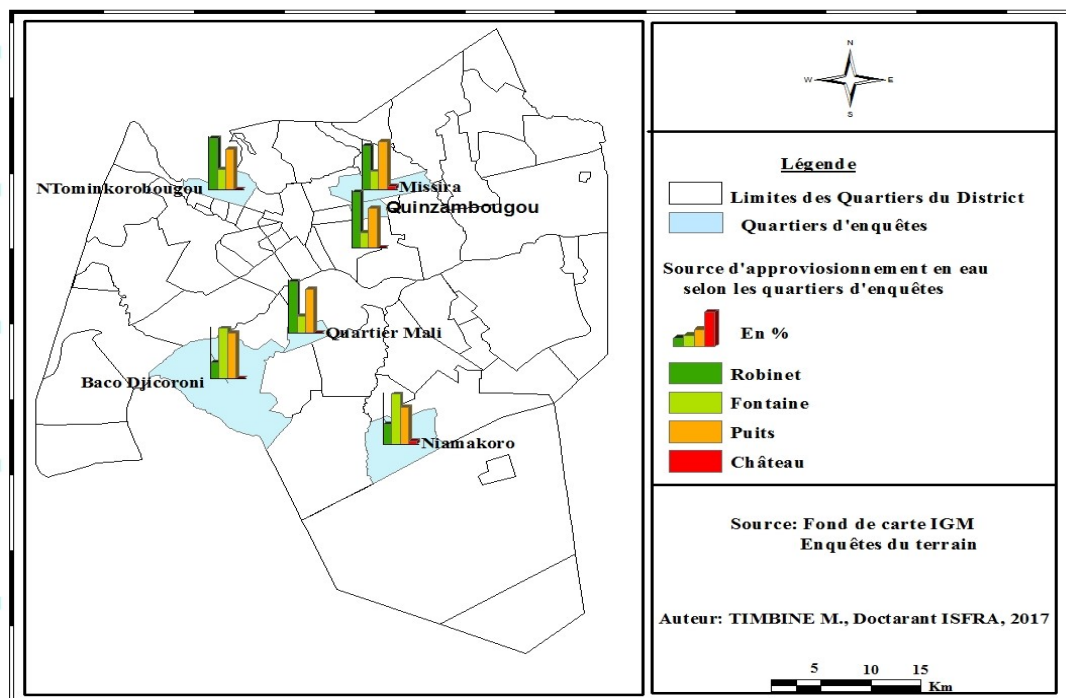 NTominkorobougou
Missira
Quinzambougou
Quartier Mali
Baco Djicoroni
Niamakoro
N
W
E
S
Légende
Limites des Quartiers du District
Quartiers d'enquêtes
Source d'approviosionnement en eau
selon les quartiers d'enquêtes
En %
Robinet
Fontaine
Puits
Château
Source: Fond de carte IGM
Enquêtes du terrain
Auteur: TIMBINE M., Doctarant ISFRA, 2017
5 10 15
Km